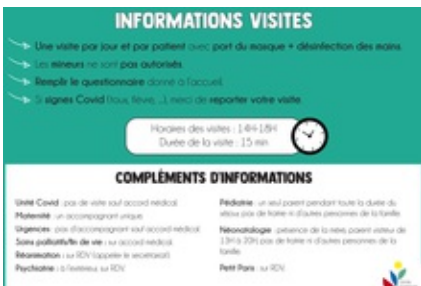 INFORMATIONS VISITES
Une visite par jour et par patient avec port du masque + désinfection des mains.
Les mineurs ne sont pas autorisés.
Remplir le questionnaire donné à l'accueil.
Si signes Covid (toux, fièvre, ...), merci de reporter votre visite.
Horaires des visites : 14H-18H
Durée de la visite : 15 min
COMPLÉMENTS D'INFORMATIONS
Unité Covid : pas de visite sauf accord médical.
Maternité : un accompagnant unique.
Urgences : pas d'accompagnant sauf accord médical.
Soins palliatifs/fin de vie : sur accord médical.
Réanimation : sur RDV (appeler le secrétariat).
Psychiatrie : à l'extérieur, sur RDV.
Pédiatrie : un seul parent pendant toute la durée du
séjour, pas de fratrie ni d'autres personnes de la famille.
Néonatologie : présence de la mère, parent visiteur de
13H à 20H, pas de fratrie ni d'autres personnes de la
famille.
Petit Paris : sur RDV.